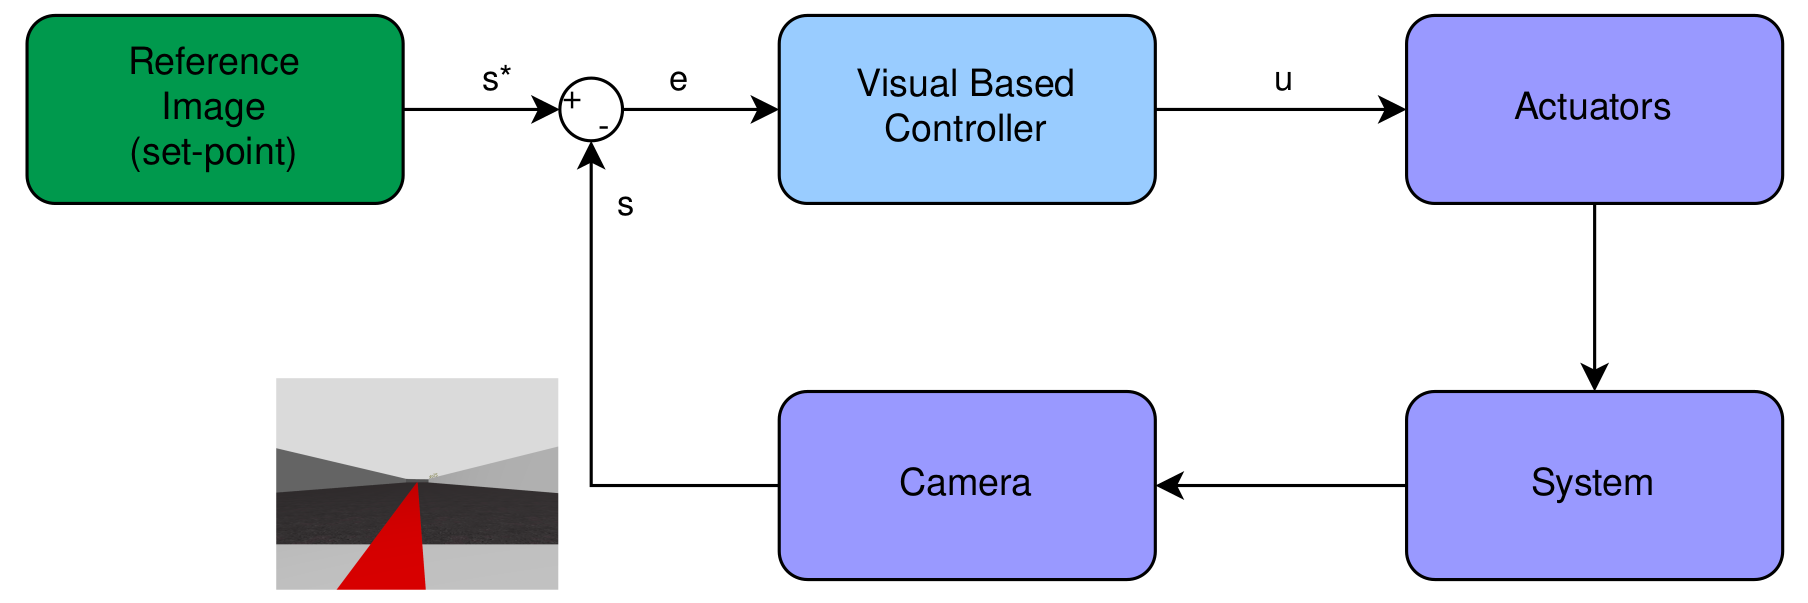 Reference
Image
(set-point)
s*
+
-
e
Visual Based
Controller
u
Actuators
s
Camera
System